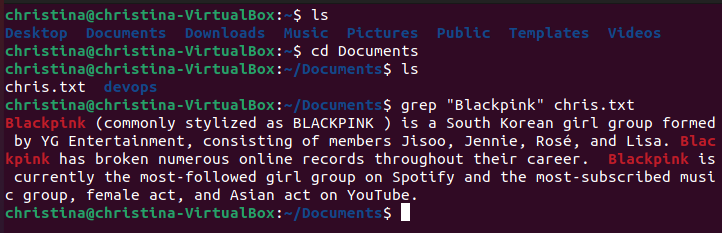 christina@christina-VirtualBox:~$ ls
Desktop  Documents  Downloads  Music  Pictures  Public  Templates  Videos
christina@christina-VirtualBox:~$ cd Documents
christina@christina-VirtualBox:~/Documents$ ls
chris.txt  devops
christina@christina-VirtualBox:~/Documents$ grep "Blackpink" chris.txt
Blackpink (commonly stylized as BLACKPINK ) is a South Korean girl group formed
 by YG Entertainment, consisting of members Jisoo, Jennie, Rosé, and Lisa. Blac
kpink has broken numerous online records throughout their career.  Blackpink is
 currently the most-followed girl group on Spotify and the most-subscribed musi
c group, female act, and Asian act on YouTube.
christina@christina-VirtualBox:~/Documents$